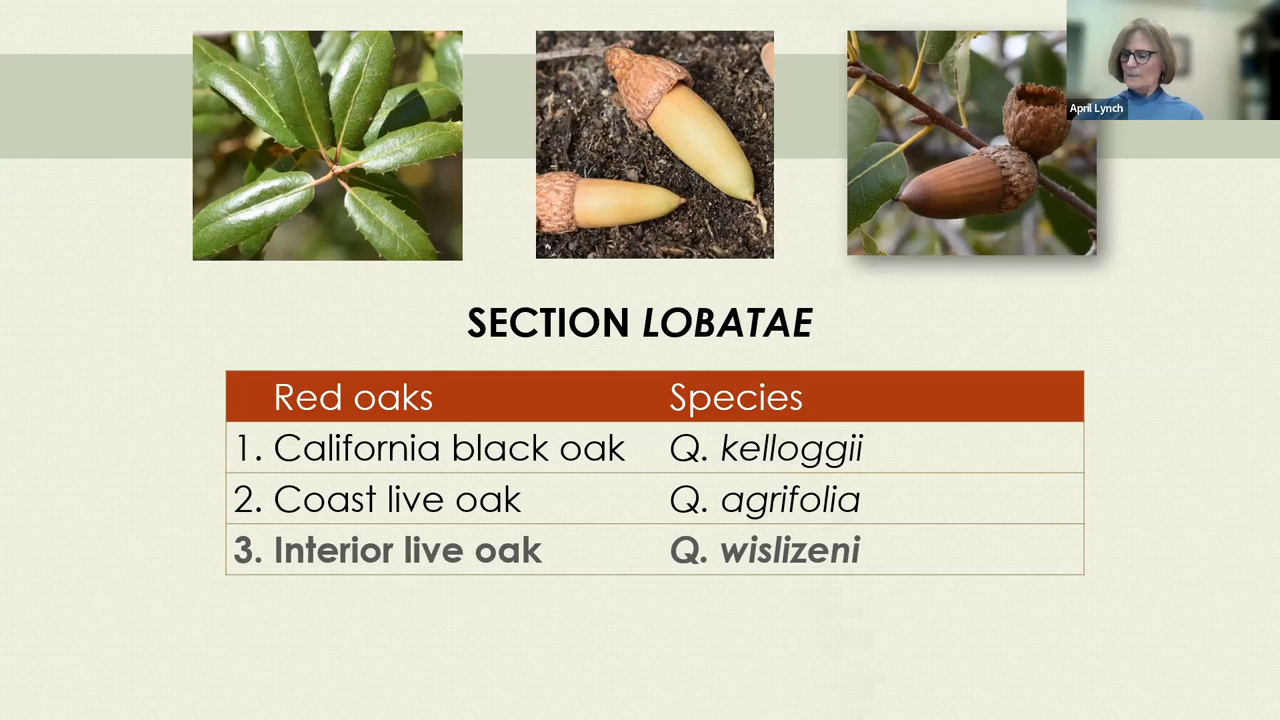 April Lynch
SECTION LOBATAE
Red oaks Species
1. California black oak Q. kelloggii
2. Coast live oak Q. agrifolia
3. Interior live oak Q. wislizeni